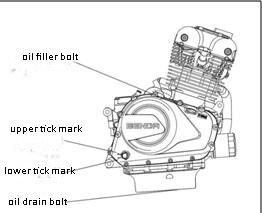 oil filler bolt
BENDA
upper tick mark
lower tick mark
oil drain bolt